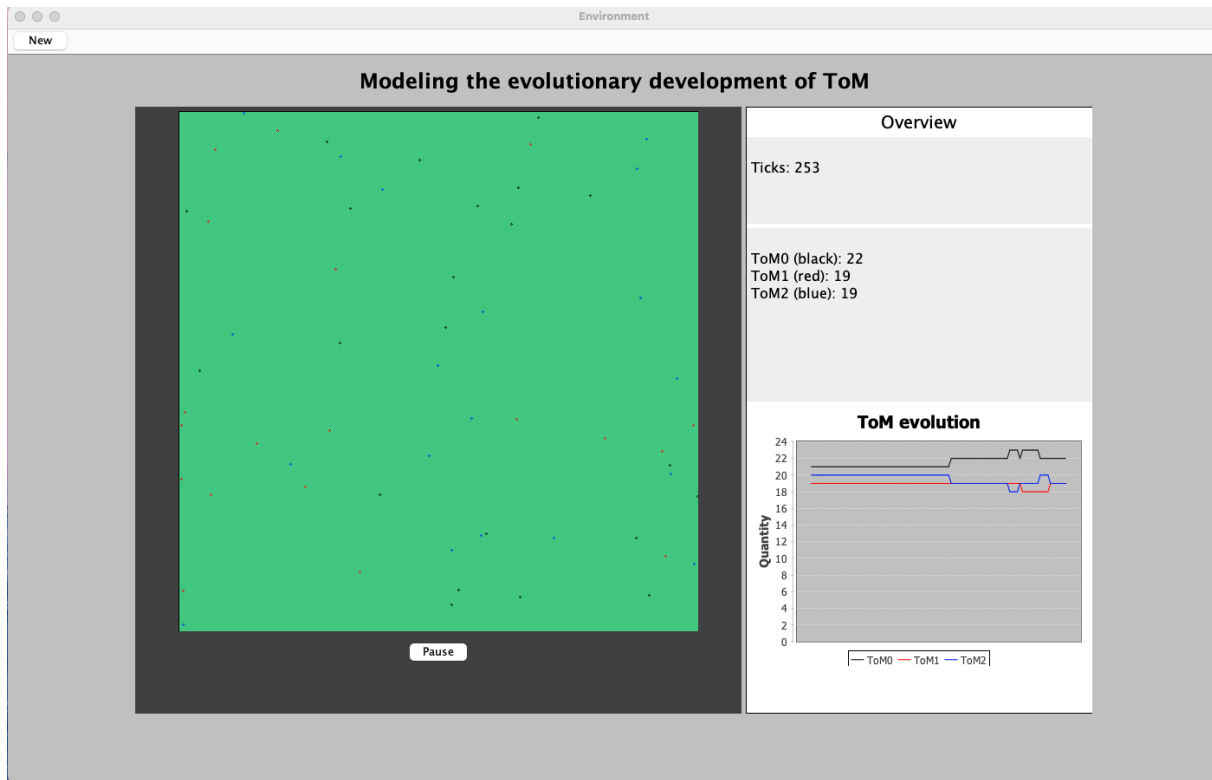 Environment
New
Modeling the evolutionary development of ToM
Overview
Ticks: 253
ToM0 (black): 22
ToM1 (red): 19
ToM2 (blue): 19
ToM evolution
24
22
20
18
16
14
12
10
8
6
4
2
0
Quantity
ToM0 ToM1 ToM2
Pause